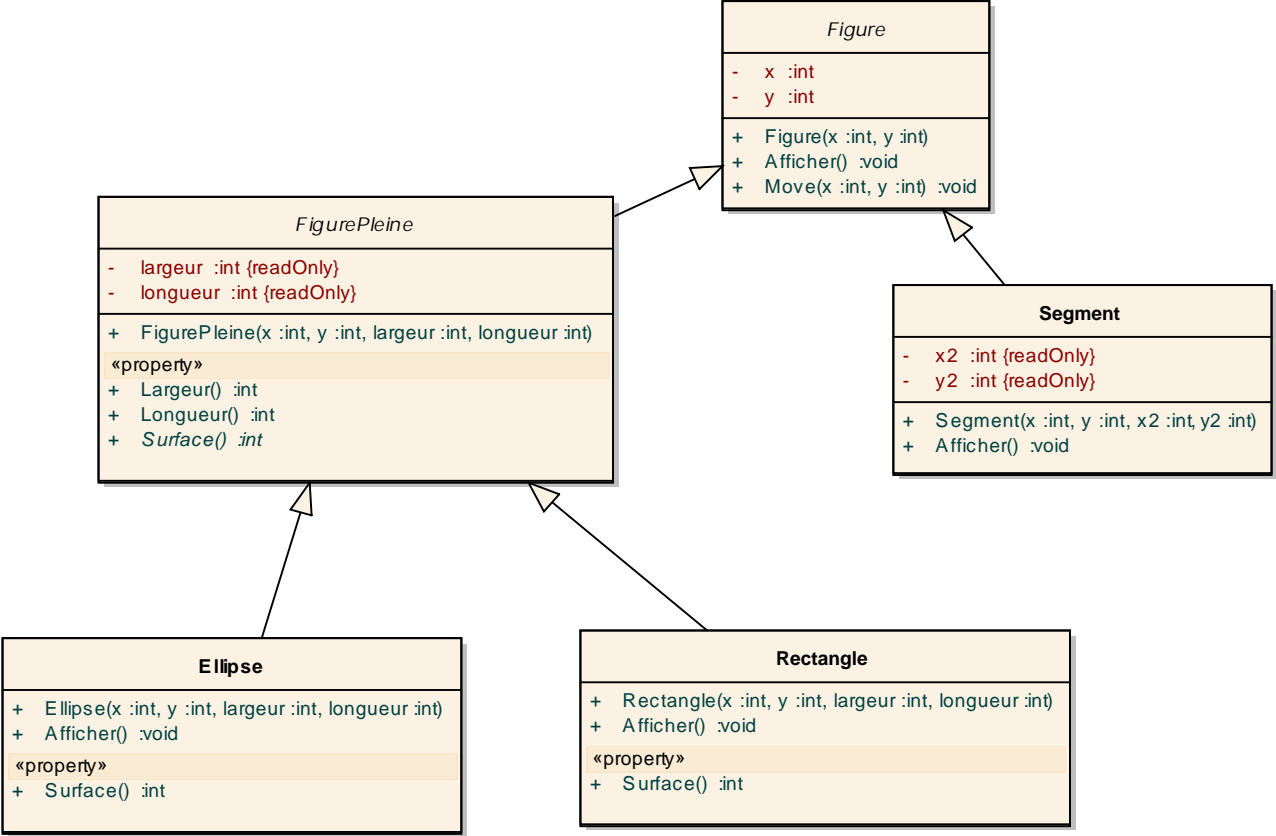 Figure
- x :int
- y :int
+ Figure(x :int, y :int)
+ Afficher() :void
+ Move(x :int, y :int) :void
FigurePleine
- largeur :int {readOnly}
- longueur :int {readOnly}
+ FigurePleine(x :int, y :int, largeur :int, longueur :int)
«property»
+ Largeur() :int
+ Longueur() :int
+ Surface() :int
Segment
- x2 :int {readOnly}
- y2 :int {readOnly}
+ Segment(x :int, y :int, x2 :int, y2 :int)
+ Afficher() :void
Ellipse
+ Ellipse(x :int, y :int, largeur :int, longueur :int)
+ Afficher() :void
«property»
+ Surface() :int
Rectangle
+ Rectangle(x :int, y :int, largeur :int, longueur :int)
+ Afficher() :void
«property»
+ Surface() :int